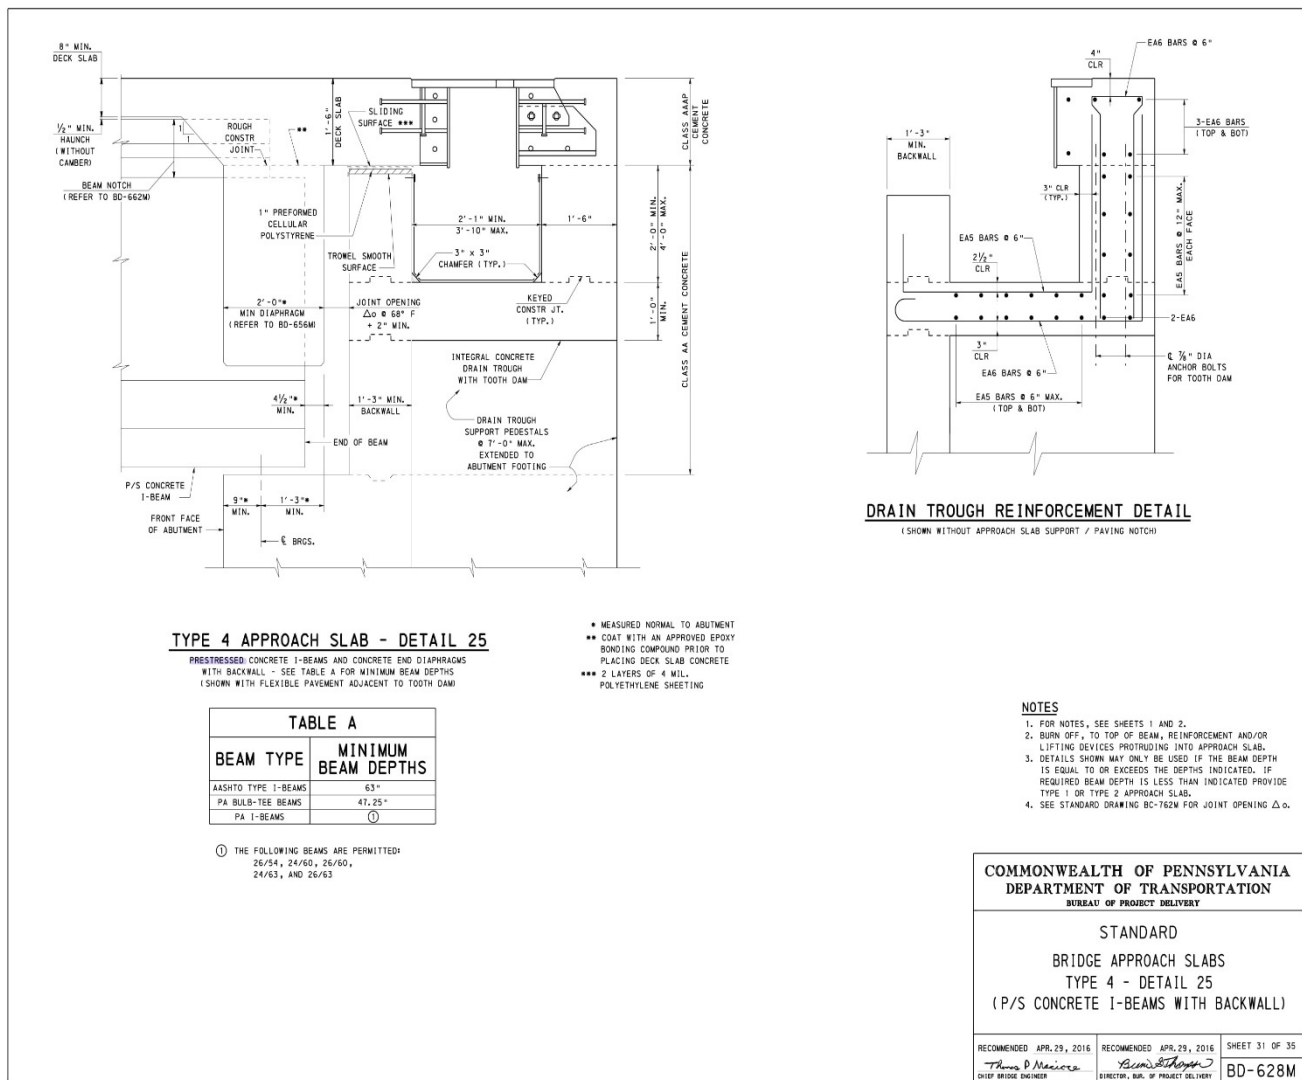 8" MIN.
DECK SLAB
1/2" MIN.
HAUNCH
(WITHOUT
CAMBER)
BEAM NOTCH
(REFER TO BD-662M)
1
1
ROUGH
CONSTR
JOINT
**
1'-6"
DECK SLAB
SLIDING
SURFACE ***
CLASS AAAP
CEMENT
CONCRETE
1" PREFORMED
CELLULAR
POLYSTYRENE
TROWEL SMOOTH
SURFACE
2'-1" MIN.
3'-10" MAX.
1'-6"
2'-0" MIN.
4'-0" MAX.
3" x 3"
CHAMFER (TYP.)
2'-0"*
MIN DIAPHRAGM
(REFER TO BD-656M)
JOINT OPENING
△o @ 68° F
+ 2" MIN.
KEYED
CONSTR JT.
(TYP.)
1'-0"
MIN.
CLASS AA CEMENT CONCRETE
INTEGRAL CONCRETE
DRAIN TROUGH
WITH TOOTH DAM
4 1/2"*
MIN.
1'-3" MIN.
BACKWALL
DRAIN TROUGH
SUPPORT PEDESTALS
@ 7'-0" MAX.
EXTENDED TO
ABUTMENT FOOTING
END OF BEAM
P/S CONCRETE
I-BEAM
9"*
MIN.
1'-3"*
MIN.
FRONT FACE
OF ABUTMENT
℄ BRGS.
TYPE 4 APPROACH SLAB - DETAIL 25
PRESTRESSED CONCRETE I-BEAMS AND CONCRETE END DIAPHRAGMS
WITH BACKWALL - SEE TABLE A FOR MINIMUM BEAM DEPTHS
(SHOWN WITH FLEXIBLE PAVEMENT ADJACENT TO TOOTH DAM)
* MEASURED NORMAL TO ABUTMENT
** COAT WITH AN APPROVED EPOXY
BONDING COMPOUND PRIOR TO
PLACING DECK SLAB CONCRETE
*** 2 LAYERS OF 4 MIL.
POLYETHYLENE SHEETING
TABLE A
BEAM TYPE MINIMUM
BEAM DEPTHS
AASHTO TYPE I-BEAMS 63"
PA BULB-TEE BEAMS 47.25"
PA I-BEAMS ①
① THE FOLLOWING BEAMS ARE PERMITTED:
26/54, 24/60, 26/60,
24/63, AND 26/63
EA6 BARS @ 6"
4"
CLR
1'-3"
MIN.
BACKWALL
3-EA6 BARS
(TOP & BOT)
3" CLR
(TYP.)
EA5 BARS @ 12" MAX.
EACH FACE
EA5 BARS @ 6"
2 1/2"
CLR
2-EA6
3"
CLR
EA6 BARS @ 6"
℄ 7/8" DIA
ANCHOR BOLTS
FOR TOOTH DAM
EA5 BARS @ 6" MAX.
(TOP & BOT)
DRAIN TROUGH REINFORCEMENT DETAIL
(SHOWN WITHOUT APPROACH SLAB SUPPORT / PAVING NOTCH)
NOTES
1. FOR NOTES, SEE SHEETS 1 AND 2.
2. BURN OFF, TO TOP OF BEAM, REINFORCEMENT AND/OR
LIFTING DEVICES PROTRUDING INTO APPROACH SLAB.
3. DETAILS SHOWN MAY ONLY BE USED IF THE BEAM DEPTH
IS EQUAL TO OR EXCEEDS THE DEPTHS INDICATED. IF
REQUIRED BEAM DEPTH IS LESS THAN INDICATED PROVIDE
TYPE 1 OR TYPE 2 APPROACH SLAB.
4. SEE STANDARD DRAWING BC-762M FOR JOINT OPENING △o.
COMMONWEALTH OF PENNSYLVANIA
DEPARTMENT OF TRANSPORTATION
BUREAU OF PROJECT DELIVERY
STANDARD
BRIDGE APPROACH SLABS
TYPE 4 - DETAIL 25
(P/S CONCRETE I-BEAMS WITH BACKWALL)
RECOMMENDED APR.29, 2016
CHIEF BRIDGE ENGINEER
RECOMMENDED APR.29, 2016
DIRECTOR, BUR. OF PROJECT DELIVERY
SHEET 31 OF 35
BD-628M